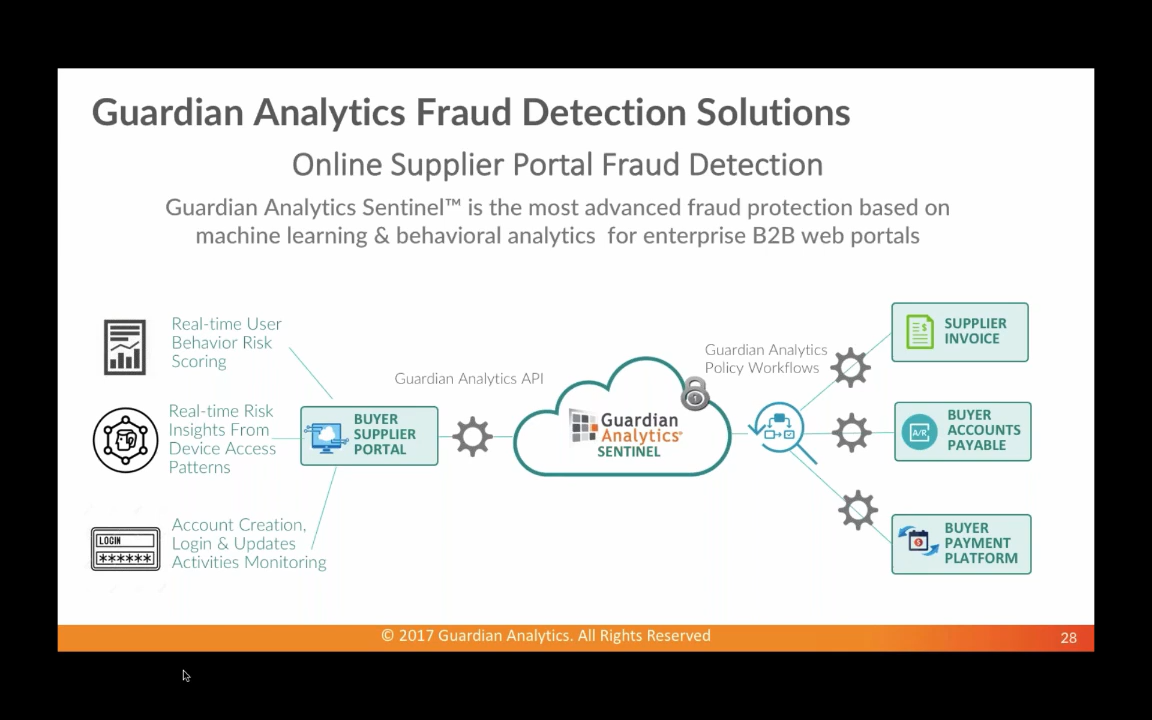 Guardian Analytics Fraud Detection Solutions
Online Supplier Portal Fraud Detection
Guardian Analytics Sentinel™ is the most advanced fraud protection based on
machine learning & behavioral analytics for enterprise B2B web portals
Real-time User
Behavior Risk
Scoring
Real-time Risk
Insights From
Device Access
Patterns
LOGIN
******
Account Creation,
Login & Updates
Activities Monitoring
BUYER
SUPPLIER
PORTAL
Guardian Analytics API
Guardian
Analytics®
SENTINEL
Guardian Analytics
Policy Workflows
$
SUPPLIER
INVOICE
A/R
BUYER
ACCOUNTS
PAYABLE
$
BUYER
PAYMENT
PLATFORM
© 2017 Guardian Analytics. All Rights Reserved
28